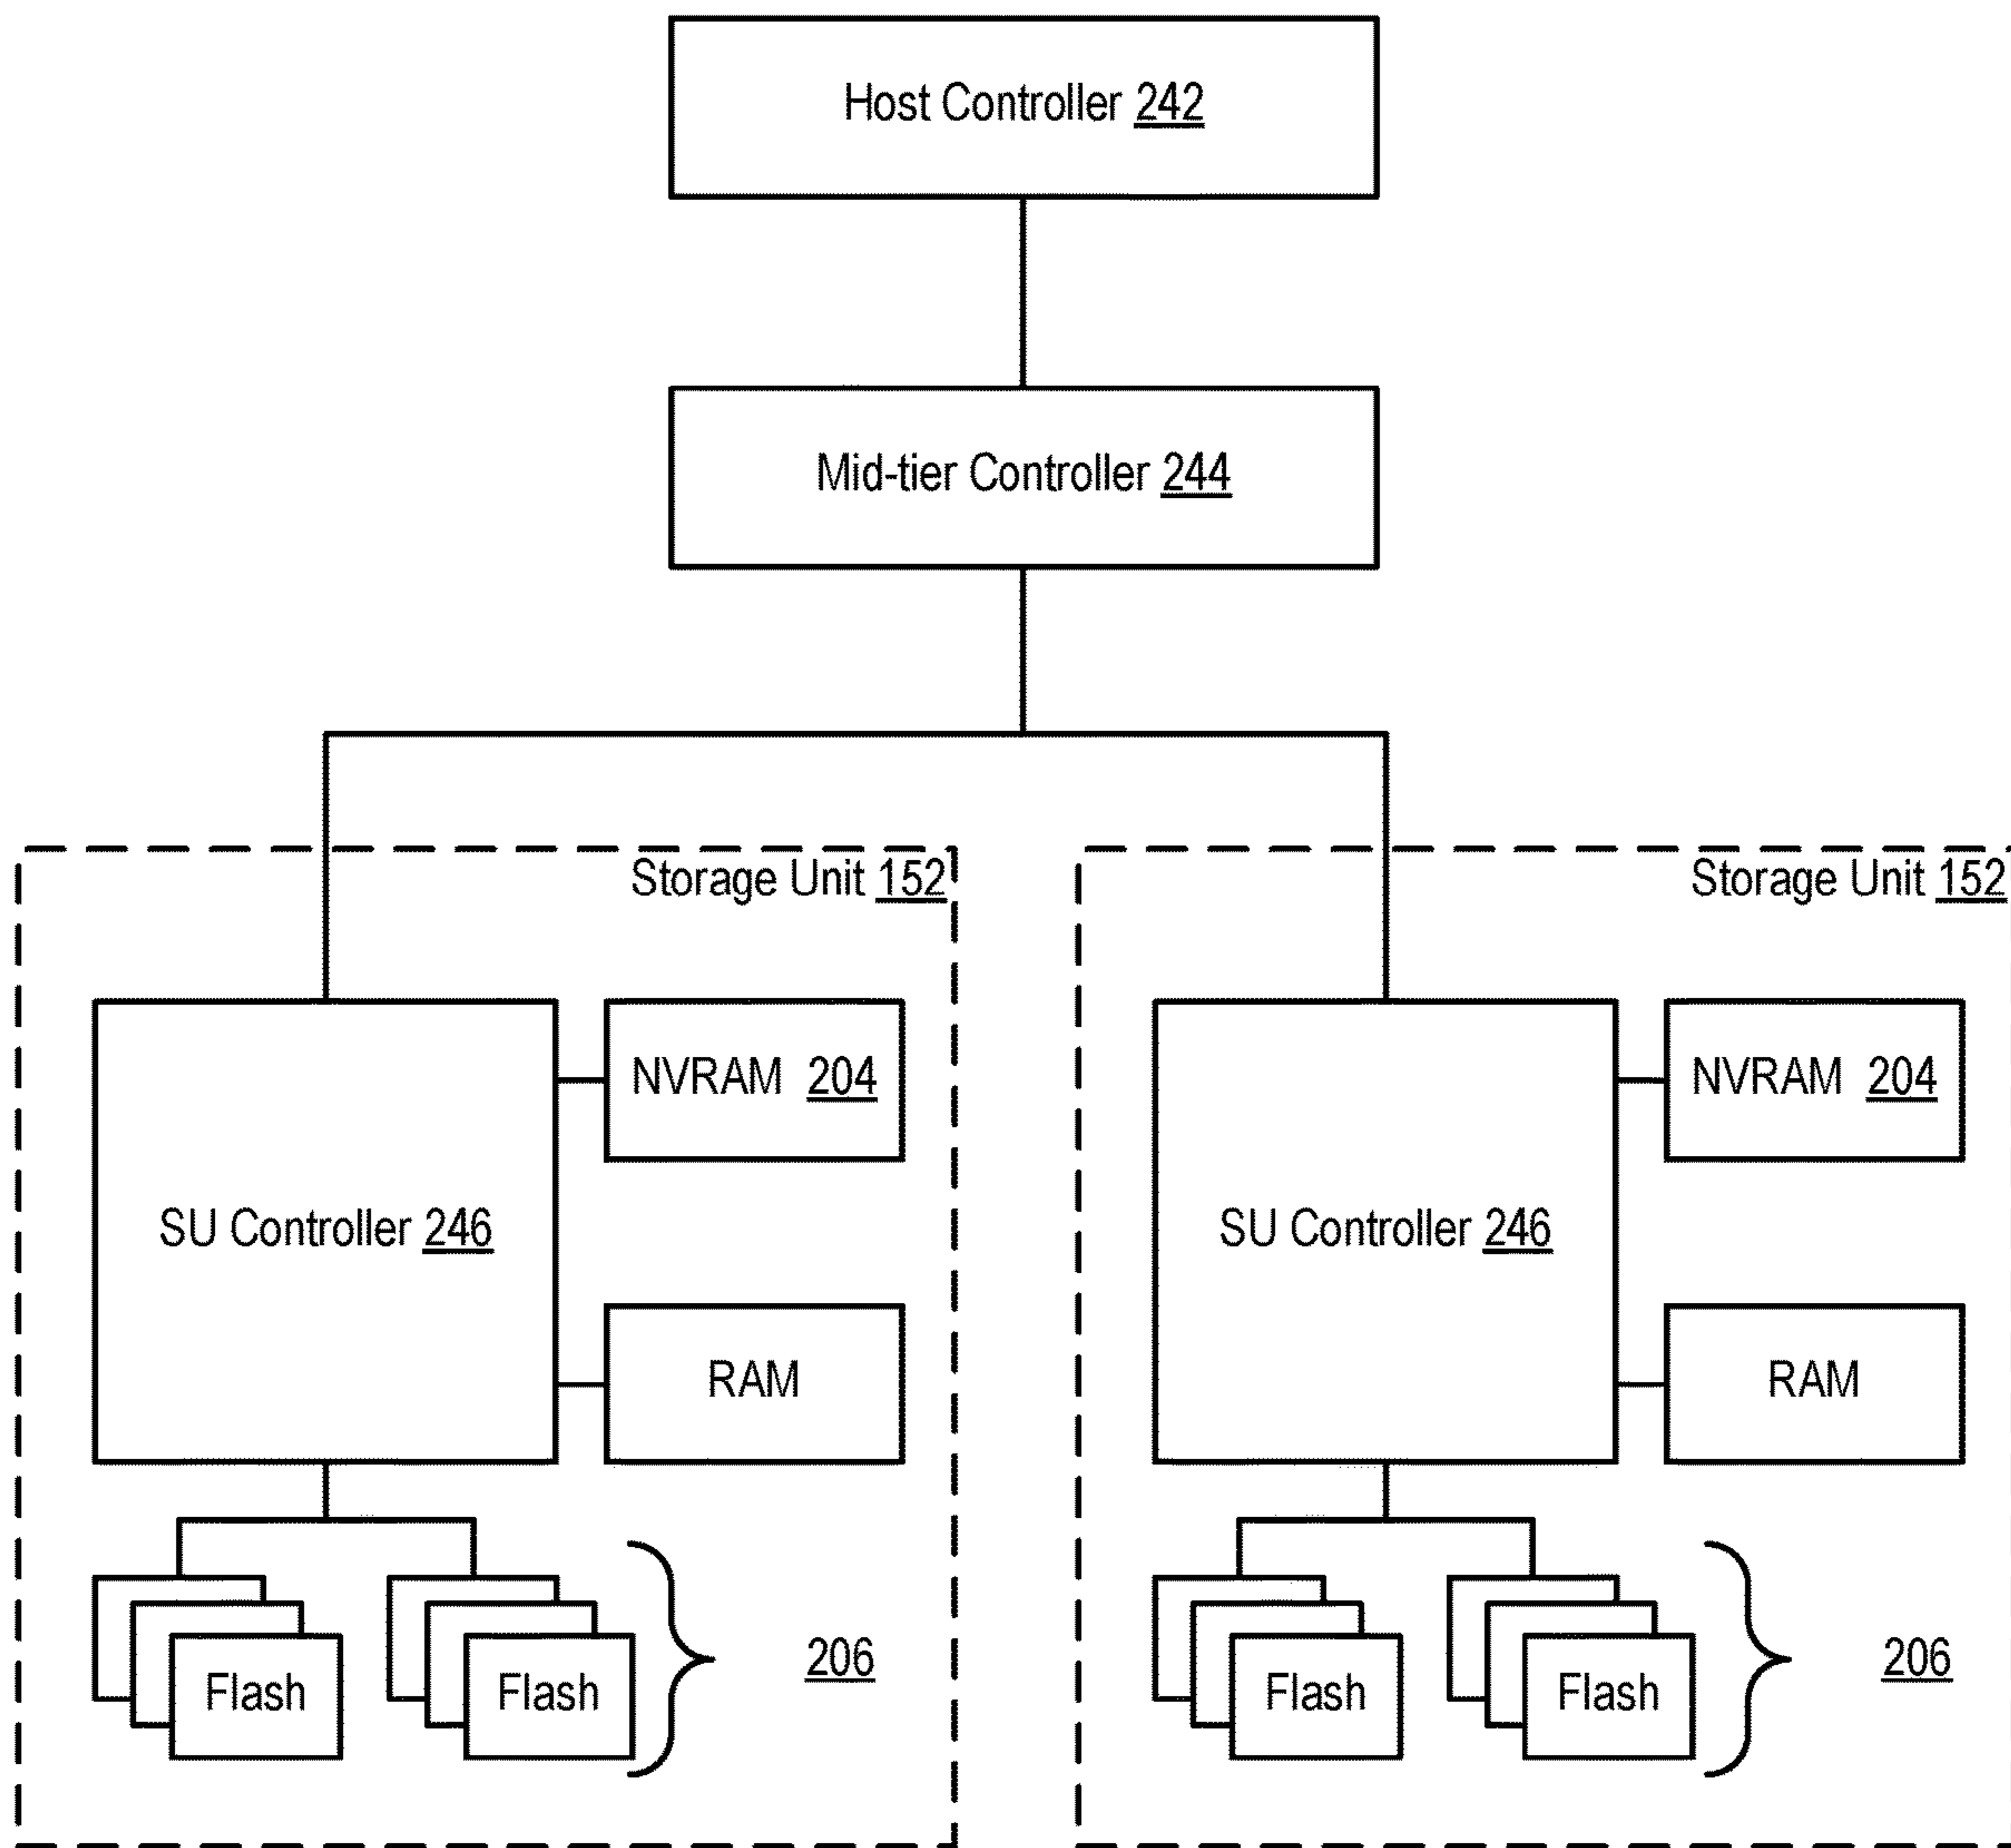 Host Controller 242
Mid-tier Controller 244
Storage Unit 152
Storage Unit 152
NVRAM 204
NVRAM 204
SU Controller 246
SU Controller 246
RAM
RAM
206
206
Flash
Flash
Flash
Flash